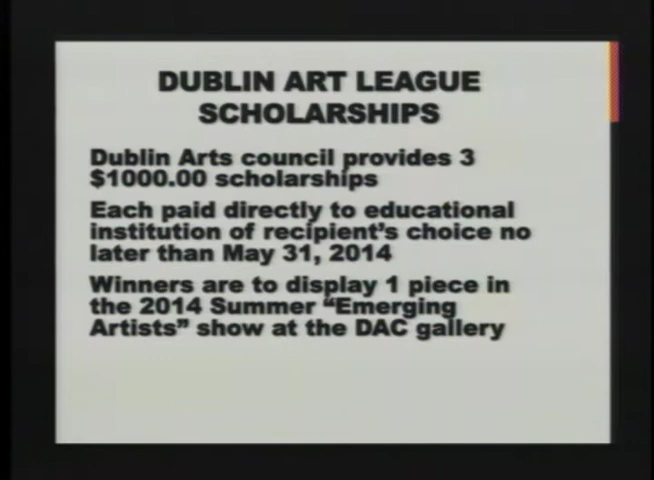 DUBLIN ART LEAGUE
SCHOLARSHIPS
Dublin Arts council provides 3
$1000.00 scholarships
Each paid directly to educational
institution of recipient's choice no
later than May 31, 2014
Winners are to display 1 piece in
the 2014 Summer “Emerging
Artists” show at the DAC gallery